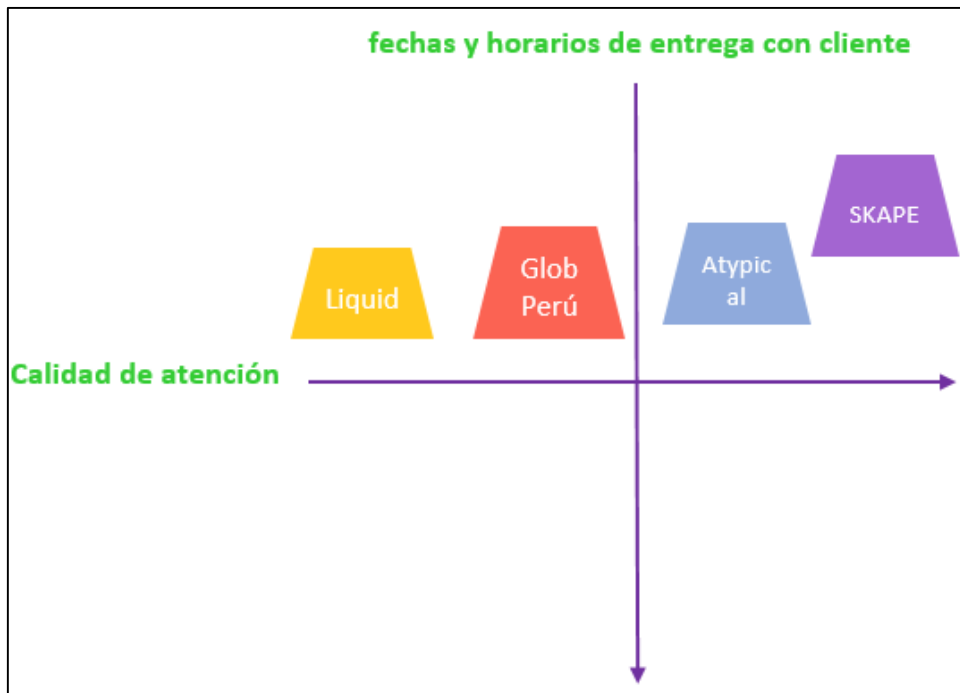 fechas y horarios de entrega con cliente
SKAPE
Atypic
al
Glob
Perú
Liquid
Calidad de atención